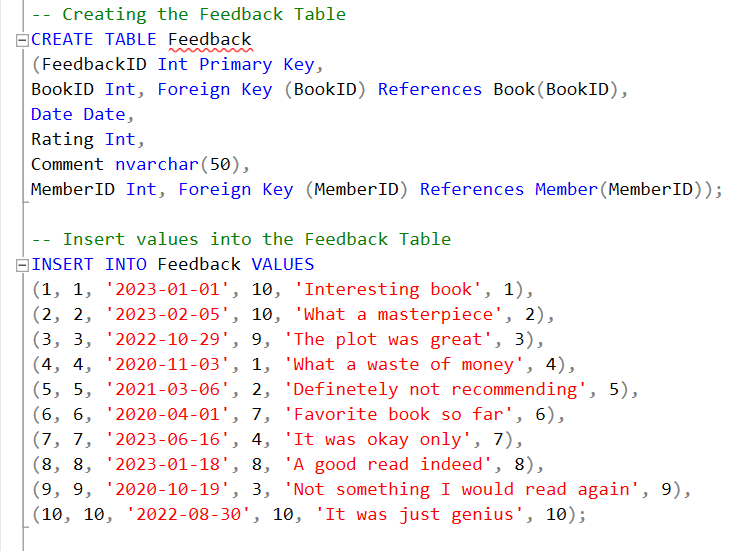 -- Creating the Feedback Table
CREATE TABLE Feedback
(FeedbackID Int Primary Key,
BookID Int, Foreign Key (BookID) References Book(BookID),
Date Date,
Rating Int,
Comment nvarchar(50),
MemberID Int, Foreign Key (MemberID) References Member(MemberID));
-- Insert values into the Feedback Table
INSERT INTO Feedback VALUES
(1, 1, '2023-01-01', 10, 'Interesting book', 1),
(2, 2, '2023-02-05', 10, 'What a masterpiece', 2),
(3, 3, '2022-10-29', 9, 'The plot was great', 3),
(4, 4, '2020-11-03', 1, 'What a waste of money', 4),
(5, 5, '2021-03-06', 2, 'Definetely not recommending', 5),
(6, 6, '2020-04-01', 7, 'Favorite book so far', 6),
(7, 7, '2023-06-16', 4, 'It was okay only', 7),
(8, 8, '2023-01-18', 8, 'A good read indeed', 8),
(9, 9, '2020-10-19', 3, 'Not something I would read again', 9),
(10, 10, '2022-08-30', 10, 'It was just genius', 10);